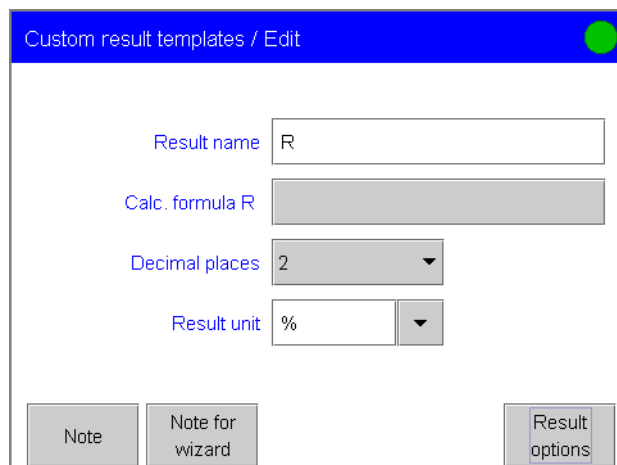 Custom result templates / Edit
Result name R
Calc. formula R
Decimal places 2
Result unit %
Note
Note for
wizard
Result
options